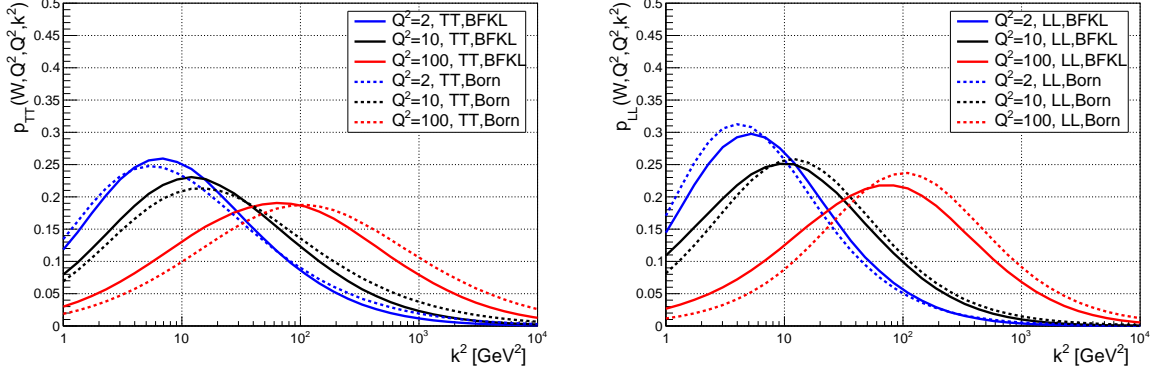 p_TT(W,Q²,Q²,k²)
0.5
0.45
0.4
0.35
0.3
0.25
0.2
0.15
0.1
0.05
0
Q²=2, TT,BFKL
Q²=10, TT,BFKL
Q²=100, TT,BFKL
Q²=2, TT,Born
Q²=10, TT,Born
Q²=100, TT,Born
1 10 10² 10³ 10⁴
k² [GeV²]
p_LL(W,Q²,Q²,k²)
0.5
0.45
0.4
0.35
0.3
0.25
0.2
0.15
0.1
0.05
0
Q²=2, LL,BFKL
Q²=10, LL,BFKL
Q²=100, LL,BFKL
Q²=2, LL,Born
Q²=10, LL,Born
Q²=100, LL,Born
1 10 10² 10³ 10⁴
k² [GeV²]